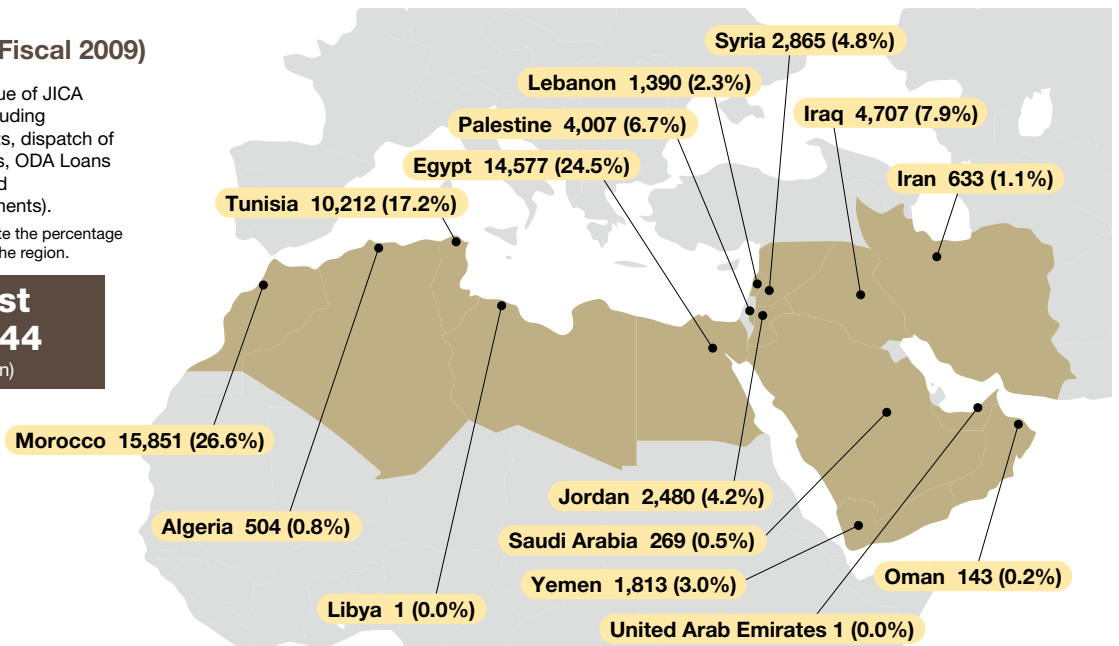 Fiscal 2009)
ue of JICA
uding
ts, dispatch of
s, ODA Loans
d
ments).
te the percentage
he region.
st
44
n)
Syria 2,865 (4.8%)
Lebanon 1,390 (2.3%)
Iraq 4,707 (7.9%)
Palestine 4,007 (6.7%)
Egypt 14,577 (24.5%)
Iran 633 (1.1%)
Tunisia 10,212 (17.2%)
Morocco 15,851 (26.6%)
Jordan 2,480 (4.2%)
Algeria 504 (0.8%)
Saudi Arabia 269 (0.5%)
Yemen 1,813 (3.0%)
Oman 143 (0.2%)
Libya 1 (0.0%)
United Arab Emirates 1 (0.0%)